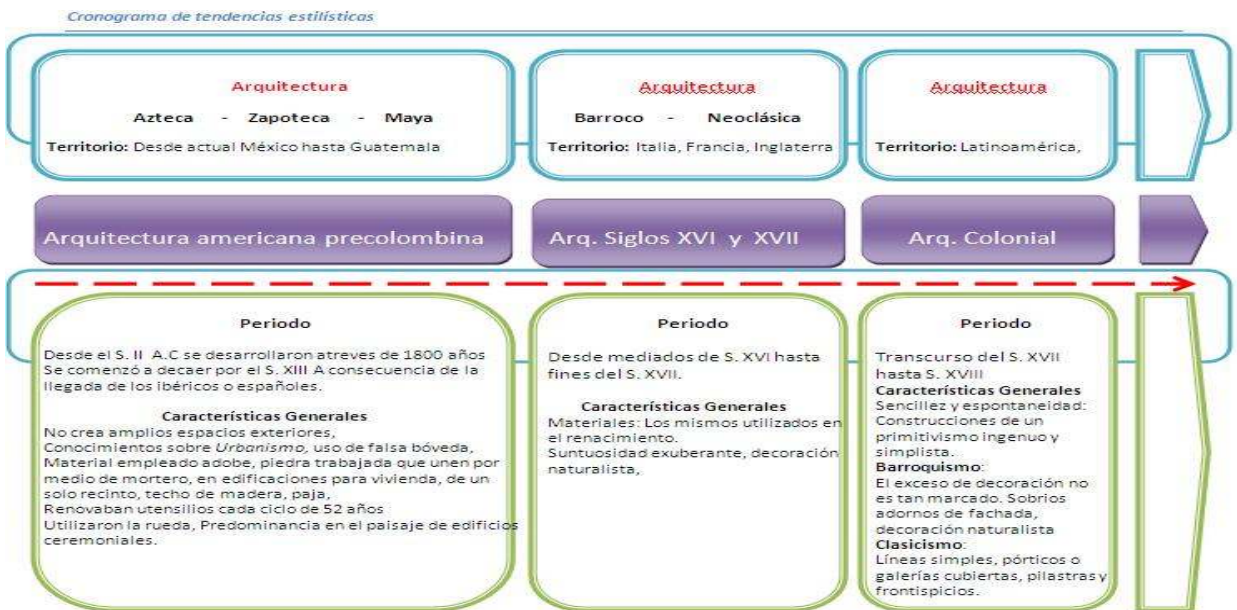 Cronograma de tendencias estilísticas
Arquitectura
Azteca - Zapoteca - Maya
Territorio: Desde actual México hasta Guatemala
Arquitectura
Barroco - Neoclásica
Territorio: Italia, Francia, Inglaterra
Arquitectura
Territorio: Latinoamérica,
Arquitectura americana precolombina
Arq. Siglos XVI y XVII
Arq. Colonial
Periodo
Desde el S. II A.C se desarrollaron atreves de 1800 años
Se comenzó a decaer por el S. XIII A consecuencia de la
llegada de los ibéricos o españoles.
Características Generales
No crea amplios espacios exteriores,
Conocimientos sobre Urbanismo, uso de falsa bóveda,
Material empleado adobe, piedra trabajada que unen por
medio de mortero, en edificaciones para vivienda, de un
solo recinto, techo de madera, paja,
Renovaban utensilios cada ciclo de 52 años
Utilizaron la rueda, Predominancia en el paisaje de edificios
ceremoniales.
Periodo
Desde mediados de S. XVI hasta
fines del S. XVII.
Características Generales
Materiales: Los mismos utilizados en
el renacimiento.
Suntuosidad exuberante, decoración
naturalista,
Periodo
Transcurso del S. XVII
hasta S. XVIII
Características Generales
Sencillez y espontaneidad:
Construcciones de un
primitivismo ingenuo y
simplista.
Barroquismo:
El exceso de decoración no
es tan marcado. Sobrios
adornos de fachada,
decoración naturalista
Clasicismo:
Líneas simples, pórticos o
galerías cubiertas, pilastras y
frontispicios.